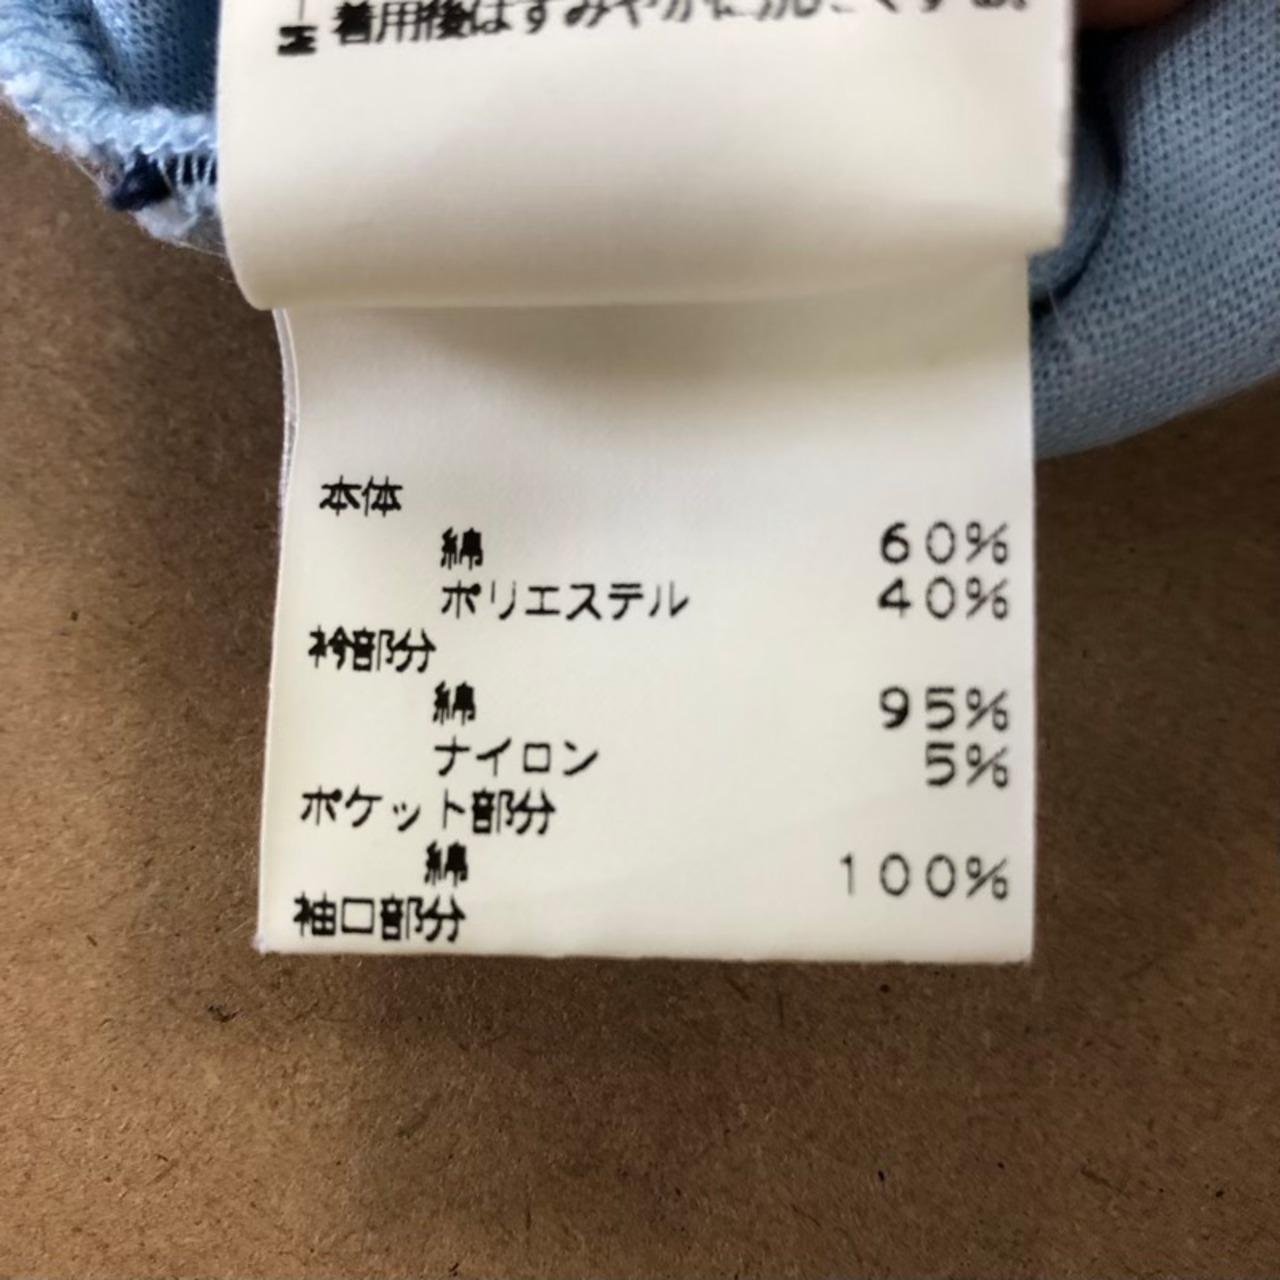 着用後はすみやかに
本体
綿 60%
ポリエステル 40%
衿部分
綿 95%
ナイロン 5%
ポケット部分
綿 100%
袖口部分